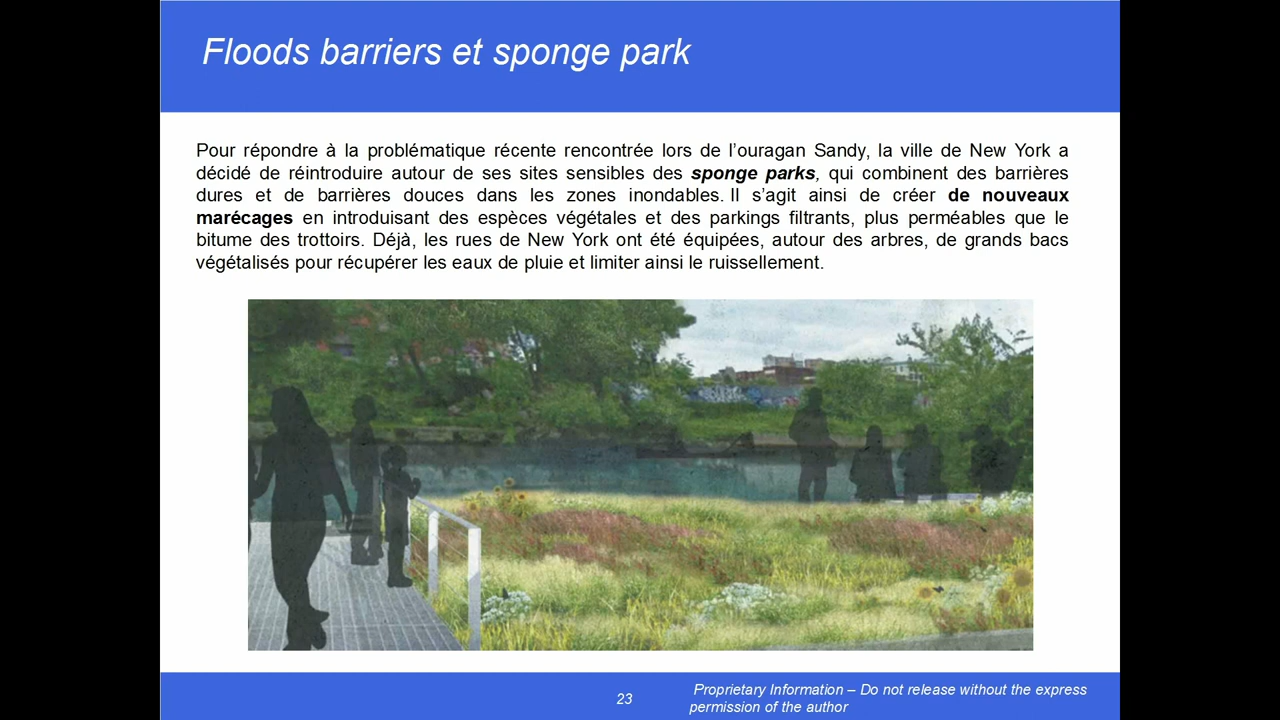 Floods barriers et sponge park
Pour répondre à la problématique récente rencontrée lors de l’ouragan Sandy, la ville de New York a
décidé de réintroduire autour de ses sites sensibles des sponge parks, qui combinent des barrières
dures et de barrières douces dans les zones inondables. Il s’agit ainsi de créer de nouveaux
marécages en introduisant des espèces végétales et des parkings filtrants, plus perméables que le
bitume des trottoirs. Déjà, les rues de New York ont été équipées, autour des arbres, de grands bacs
végétalisés pour récupérer les eaux de pluie et limiter ainsi le ruissellement.
23
Proprietary Information – Do not release without the express
permission of the author